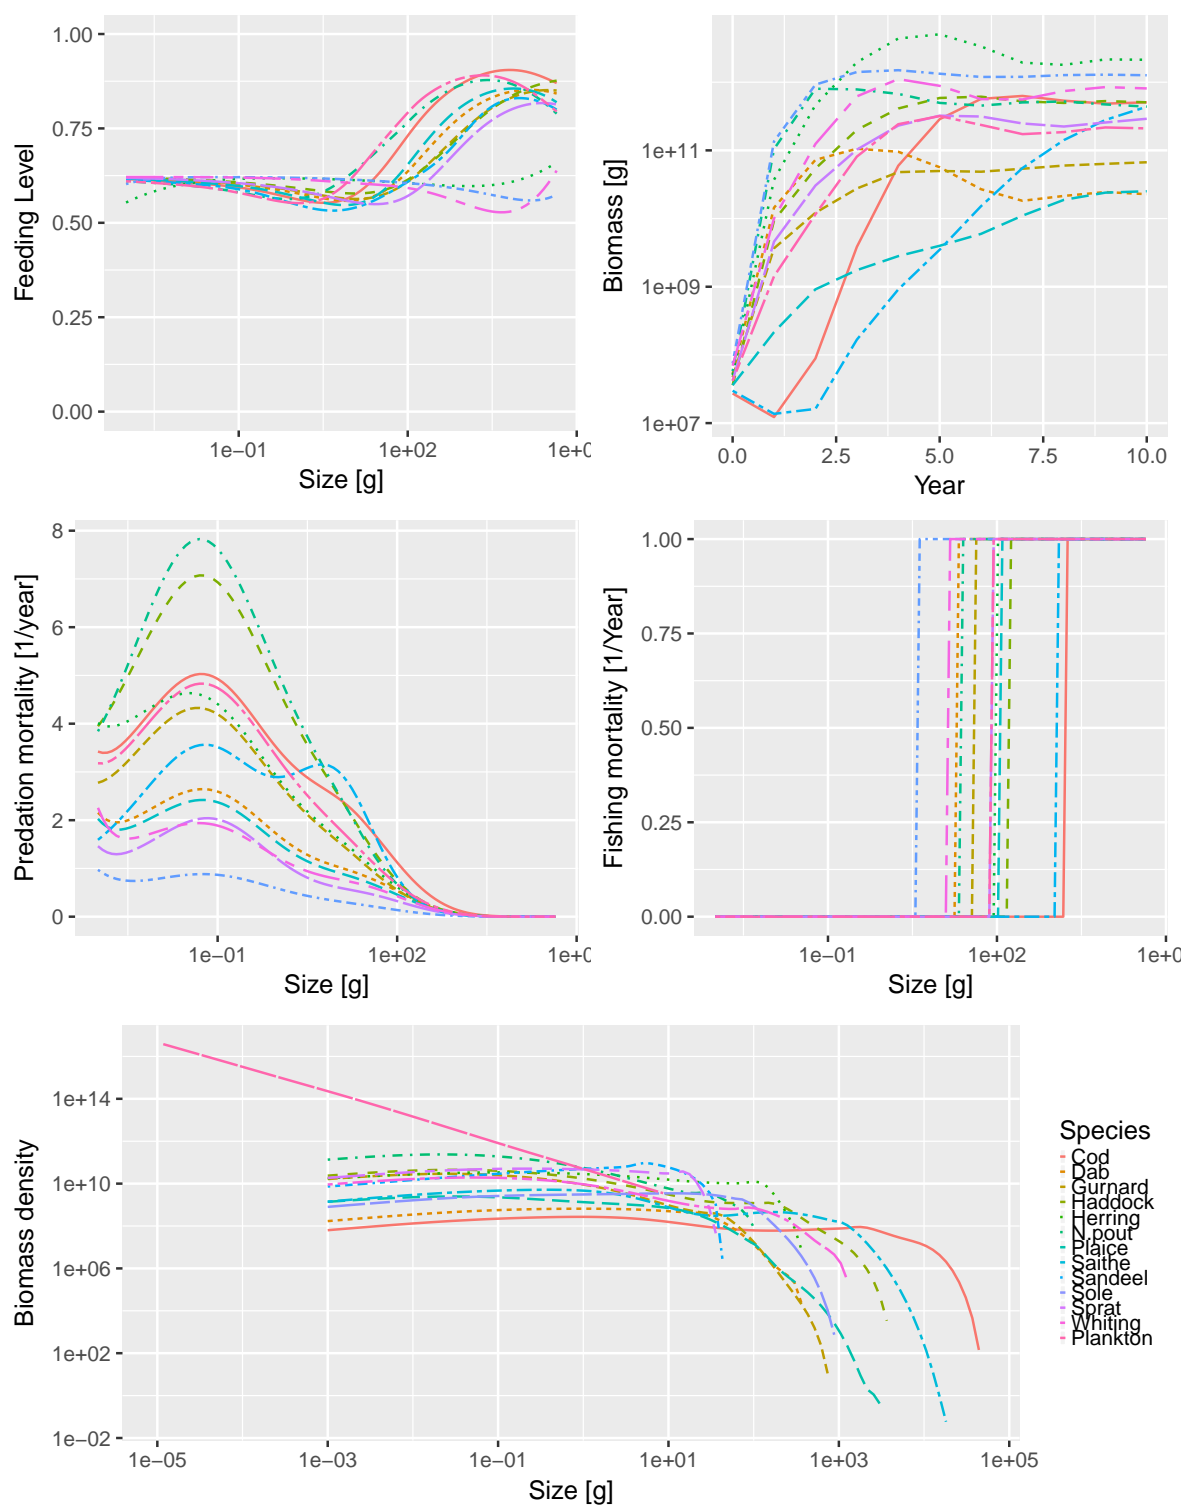 1.00
0.75
0.50
0.25
0.00
Feeding Level
1e−01
1e+02
Size [g]
1e+11
1e+09
1e+07
Biomass [g]
0.0
2.5
5.0
7.5
10.0
Year
8
6
4
2
0
Predation mortality [1/year]
1e−01
1e+02
Size [g]
1.00
0.75
0.50
0.25
0.00
Fishing mortality [1/Year]
1e−01
1e+02
Size [g]
1e+14
1e+10
1e+06
1e+02
1e−02
Biomass density
1e−05
1e−03
1e−01
1e+01
1e+03
1e+05
Size [g]
Species
Cod
Dab
Gurnard
Haddock
Herring
N.pout
Plaice
Saithe
Sandeel
Sole
Sprat
Whiting
Plankton